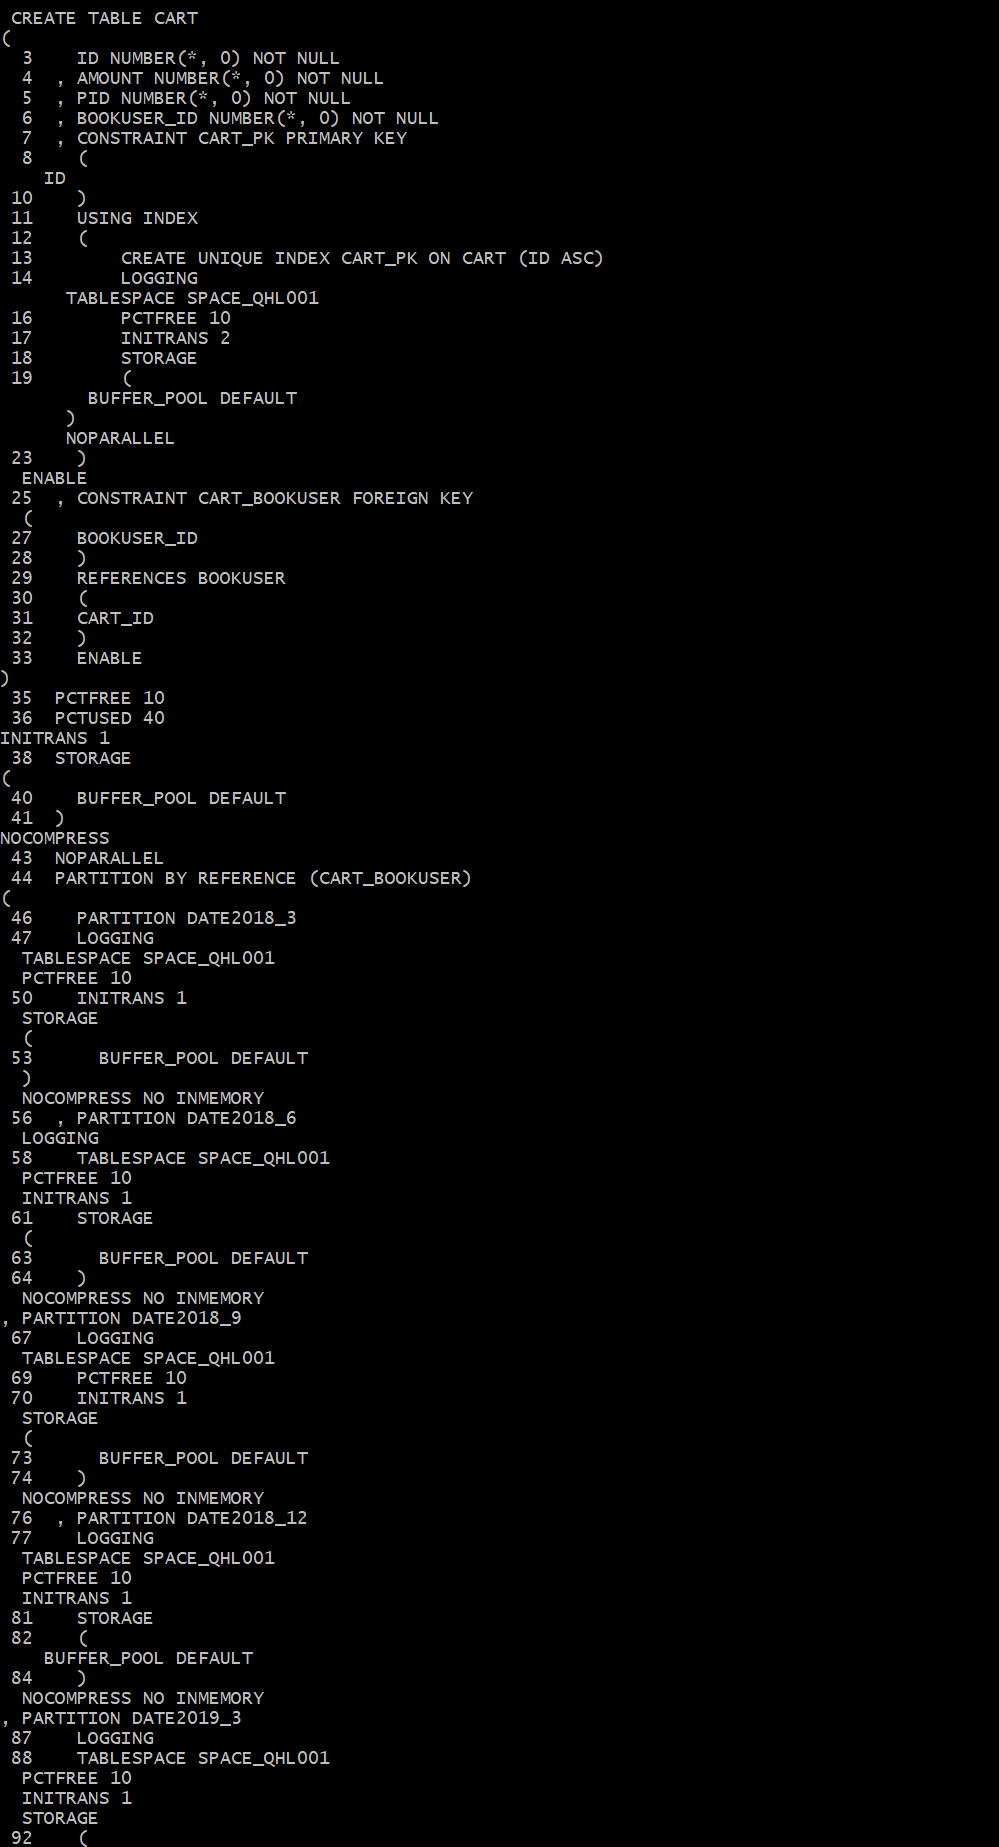 CREATE TABLE CART
(
  3    ID NUMBER(*, 0) NOT NULL
  4  , AMOUNT NUMBER(*, 0) NOT NULL
  5  , PID NUMBER(*, 0) NOT NULL
  6  , BOOKUSER_ID NUMBER(*, 0) NOT NULL
  7  , CONSTRAINT CART_PK PRIMARY KEY
  8    (
    ID
 10    )
 11    USING INDEX
 12    (
 13        CREATE UNIQUE INDEX CART_PK ON CART (ID ASC)
 14        LOGGING
      TABLESPACE SPACE_QHL001
 16        PCTFREE 10
 17        INITRANS 2
 18        STORAGE
 19        (
        BUFFER_POOL DEFAULT
      )
      NOPARALLEL
 23    )
  ENABLE
 25  , CONSTRAINT CART_BOOKUSER FOREIGN KEY
  (
 27    BOOKUSER_ID
 28    )
 29    REFERENCES BOOKUSER
 30    (
 31    CART_ID
 32    )
 33    ENABLE
)
 35  PCTFREE 10
 36  PCTUSED 40
INITRANS 1
 38  STORAGE
(
 40    BUFFER_POOL DEFAULT
 41  )
NOCOMPRESS
 43  NOPARALLEL
 44  PARTITION BY REFERENCE (CART_BOOKUSER)
(
 46    PARTITION DATE2018_3
 47    LOGGING
  TABLESPACE SPACE_QHL001
  PCTFREE 10
 50    INITRANS 1
  STORAGE
  (
 53      BUFFER_POOL DEFAULT
  )
  NOCOMPRESS NO INMEMORY
 56  , PARTITION DATE2018_6
  LOGGING
 58    TABLESPACE SPACE_QHL001
  PCTFREE 10
  INITRANS 1
 61    STORAGE
  (
 63      BUFFER_POOL DEFAULT
 64    )
  NOCOMPRESS NO INMEMORY
, PARTITION DATE2018_9
 67    LOGGING
  TABLESPACE SPACE_QHL001
 69    PCTFREE 10
 70    INITRANS 1
  STORAGE
  (
 73      BUFFER_POOL DEFAULT
 74    )
  NOCOMPRESS NO INMEMORY
 76  , PARTITION DATE2018_12
 77    LOGGING
  TABLESPACE SPACE_QHL001
  PCTFREE 10
  INITRANS 1
 81    STORAGE
 82    (
    BUFFER_POOL DEFAULT
 84    )
  NOCOMPRESS NO INMEMORY
, PARTITION DATE2019_3
 87    LOGGING
 88    TABLESPACE SPACE_QHL001
  PCTFREE 10
  INITRANS 1
  STORAGE
 92    (